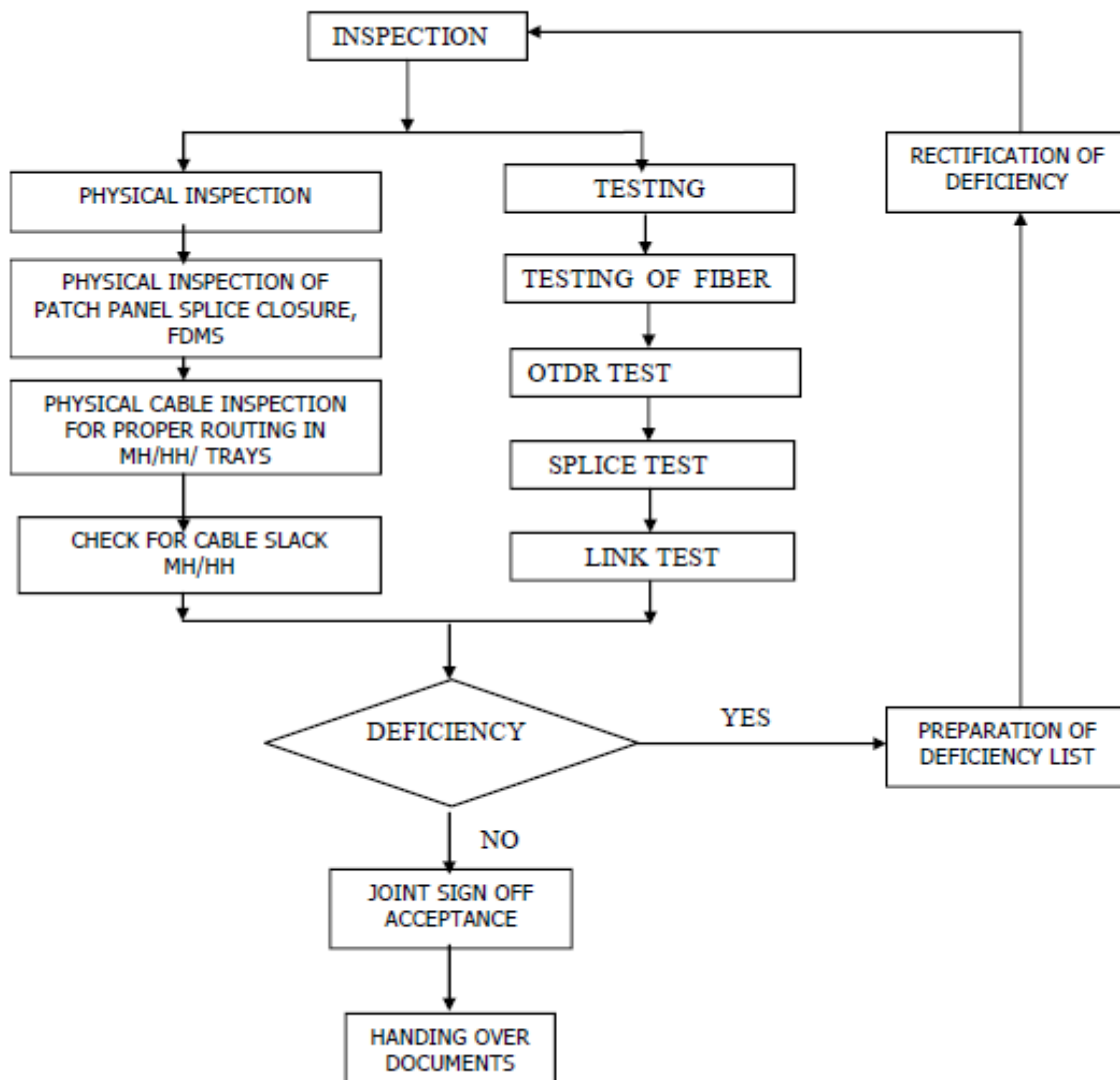 INSPECTION
RECTIFICATION OF
DEFICIENCY
PHYSICAL INSPECTION
TESTING
PHYSICAL INSPECTION OF
PATCH PANEL SPLICE CLOSURE,
FDMS
TESTING OF FIBER
OTDR TEST
PHYSICAL CABLE INSPECTION
FOR PROPER ROUTING IN
MH/HH/ TRAYS
SPLICE TEST
CHECK FOR CABLE SLACK
MH/HH
LINK TEST
DEFICIENCY
YES
PREPARATION OF
DEFICIENCY LIST
NO
JOINT SIGN OFF
ACCEPTANCE
HANDING OVER
DOCUMENTS